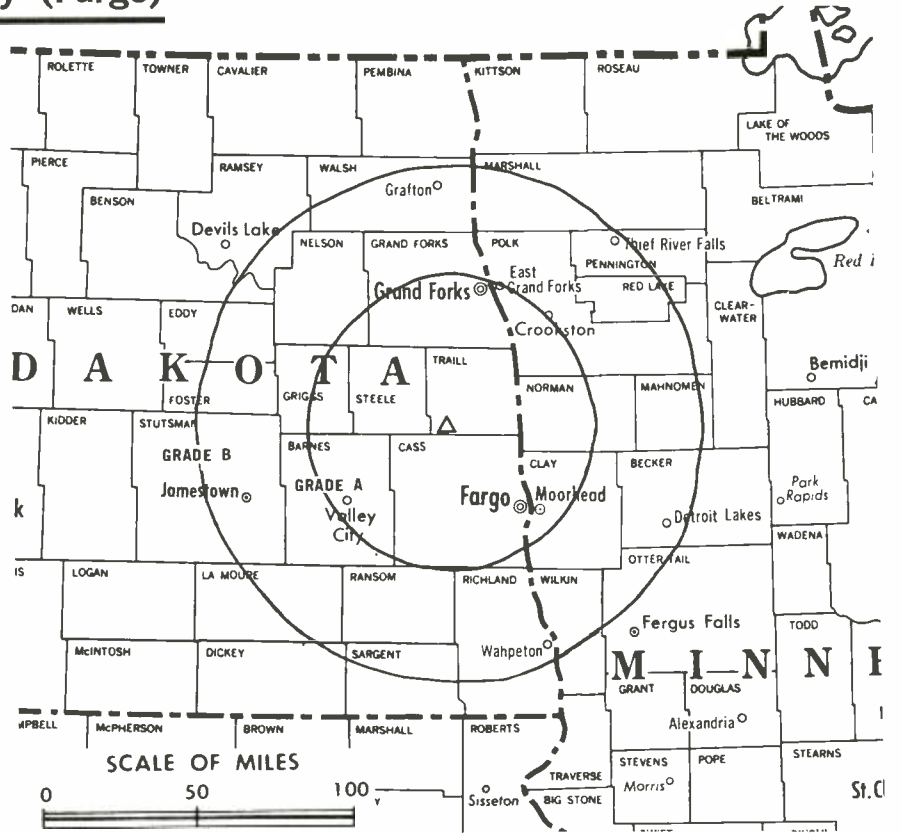 (Fargo)
ROLETTE TOWNER CAVALIER PEMBINA KITTSON ROSEAU
LAKE OF
THE WOODS
PIERCE RAMSEY WALSH MARSHALL
Grafton
BENSON BELTRAMI
Devils Lake NELSON GRAND FORKS POLK Thief River Falls
PENNINGTON
Red
East
Grand Forks Grand Forks RED LAKE
DAN WELLS EDDY CLEAR-
WATER
Crookston
TRAILL
DAKOTA
Bemidji
NORMAN MAHNOMEN
FOSTER GRIGGS STEELE HUBBARD CA
KIDDER STUTSMAN
BARNES CASS
GRADE B CLAY BECKER
GRADE A
Jamestown Fargo Moorhead Park
Rapids
k Valley
City
Detroit Lakes
WADENA
OTTER TAIL
IS LOGAN LA MOURE RANSOM RICHLAND WILKIN
Fergus Falls TODD
McINTOSH DICKEY SARGENT Wahpeton
MINN
GRANT DOUGLAS
Alexandria
MPBELL McPHERSON BROWN MARSHALL ROBERTS
STEVENS POPE STEARNS
SCALE OF MILES
TRAVERSE
Morris
0 50 100 Y Sisseton BIG STONE St. Cl